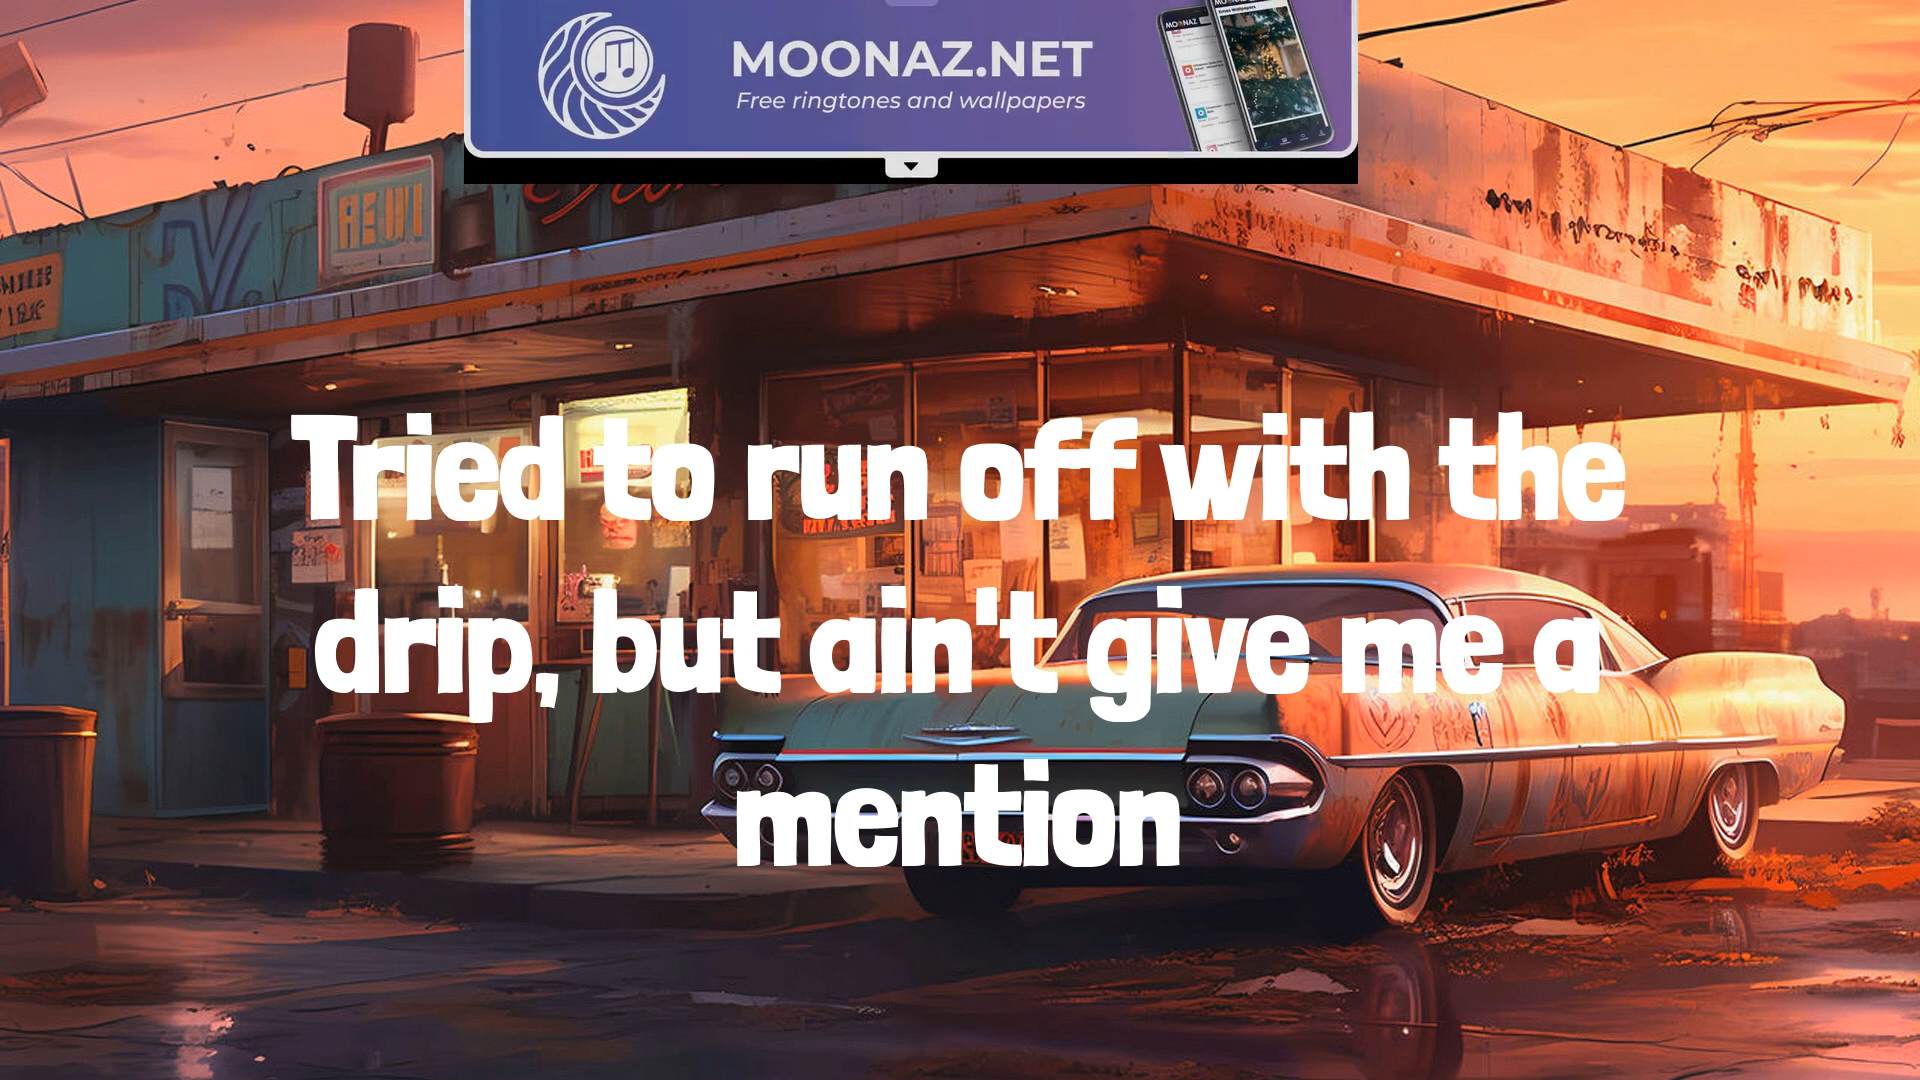 MOONAZ.NET
Free ringtones and wallpapers
Tried to run off with the
drip, but ain't give me a
mention